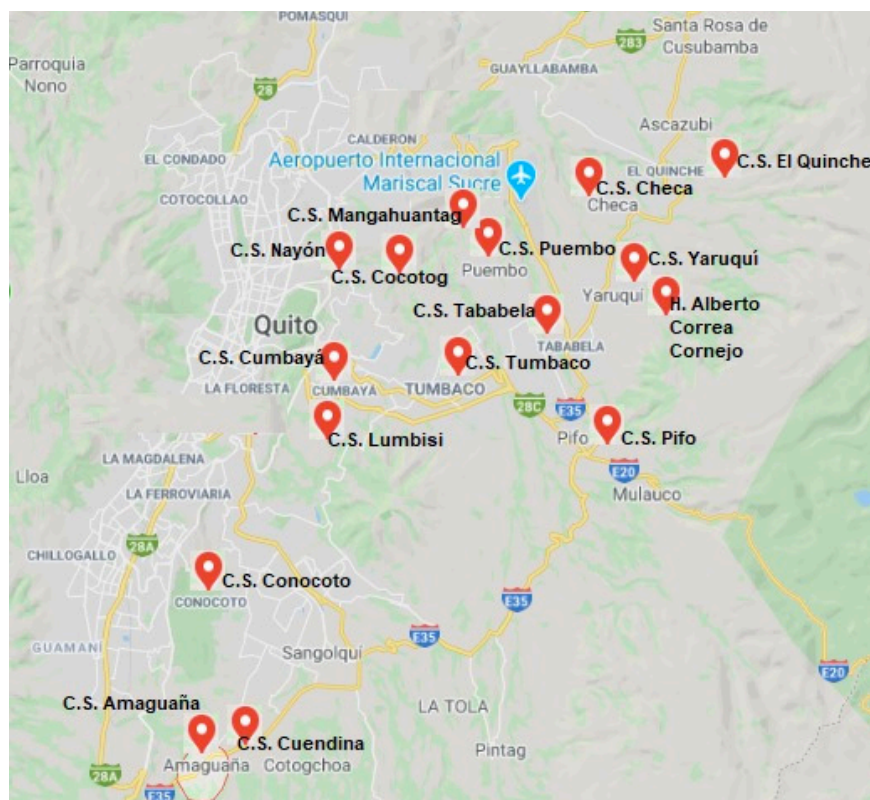 POMASQUI
Santa Rosa de
Cusubamba
283
Parroquia
Nono
GUAYLLABAMBA
28
Ascazubi
CALDERON
EL CONDADO
Aeropuerto Internacional
Mariscal Sucre
EL QUINCHE
C.S. El Quinche
COTOCOLLAO
C.S. Checa
Checa
C.S. Mangahuantag
C.S. Nayón
C.S. Puembo
C.S. Cocotog
Puembo
C.S. Yaruquí
Yaruquí
H. Alberto
Correa
Cornejo
C.S. Tababela
Quito
TABABELA
C.S. Cumbayá
C.S. Tumbaco
LA FLORESTA
CUMBAYÁ
TUMBACO
28C
E35
C.S. Lumbisi
Pifo
C.S. Pifo
LA MAGDALENA
E20
Lloa
LA FERROVIARIA
Mulauco
28A
CHILLOGALLO
C.S. Conocoto
CONOCOTO
E35
E35
GUAMANÍ
Sangolqui
E20
C.S. Amaguaña
LA TOLA
C.S. Cuendina
Pintag
Amaguaña
Cotogchoa
28A
E35